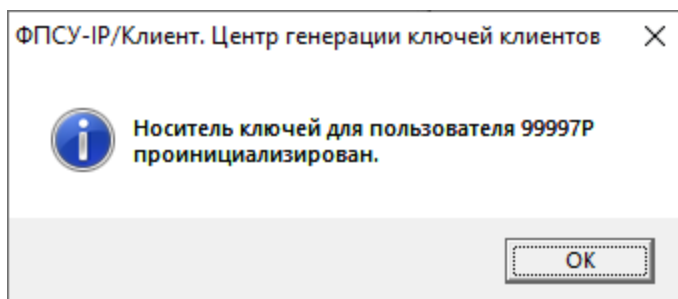 ФПСУ-IP/Клиент. Центр генерации ключей клиентов
Носитель ключей для пользователя 99997P
проинициализирован.
OK